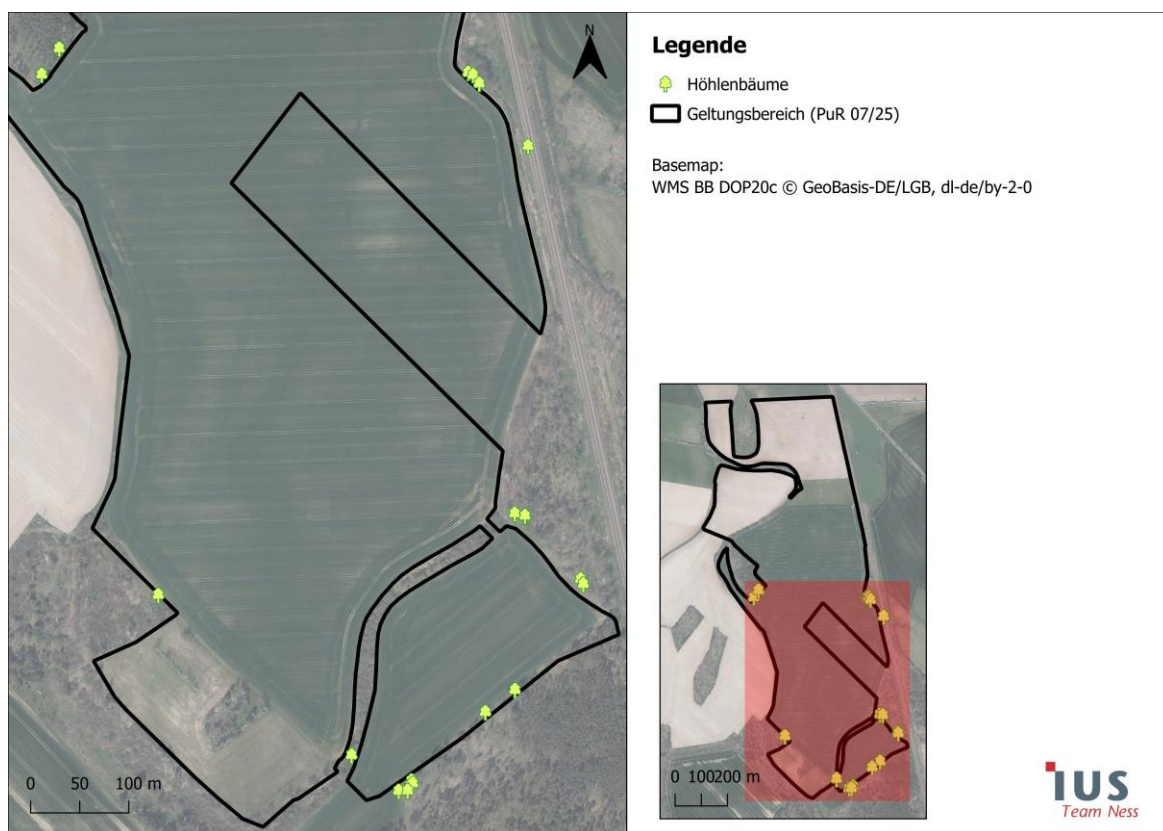 N
0 50 100 m
Legende
Höhlenbäume
Geltungsbereich (PuR 07/25)
Basemap:
WMS BB DOP20c © GeoBasis-DE/LGB, dl-de/by-2-0
0 100200 m
IUS
Team Ness